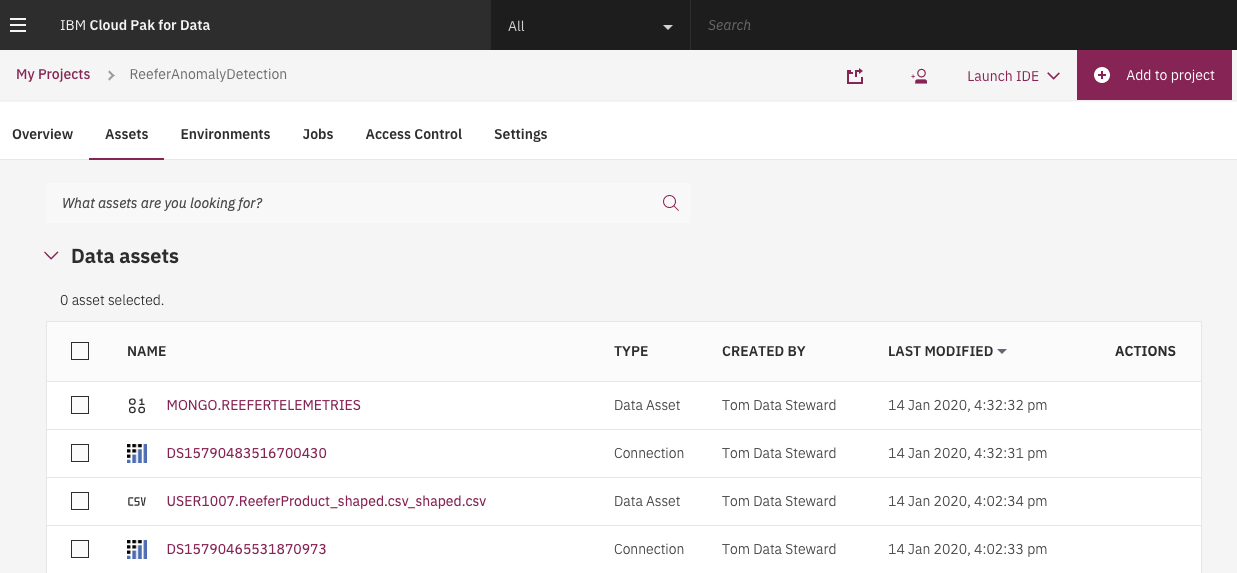 IBM Cloud Pak for Data All Search
My Projects ReeferAnomalyDetection Launch IDE Add to project
Overview Assets Environments Jobs Access Control Settings
What assets are you looking for?
Data assets
0 asset selected.
NAME TYPE CREATED BY LAST MODIFIED ACTIONS
MONGO.REEFERTELEMETRIES Data Asset Tom Data Steward 14 Jan 2020, 4:32:32 pm
DS15790483516700430 Connection Tom Data Steward 14 Jan 2020, 4:32:31 pm
CSV USER1007.ReeferProduct_shaped.csv_shaped.csv Data Asset Tom Data Steward 14 Jan 2020, 4:02:34 pm
DS15790465531870973 Connection Tom Data Steward 14 Jan 2020, 4:02:33 pm